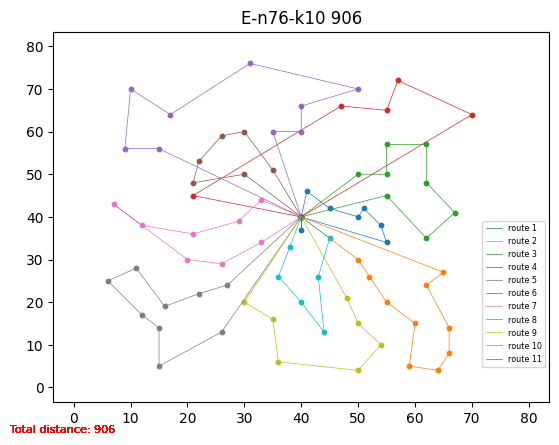 E-n76-k10 906
80
70
60
50
40
30
20
10
0
route 1
route 2
route 3
route 4
route 5
route 6
route 7
route 8
route 9
route 10
route 11
0 10 20 30 40 50 60 70 80
Total distance: 906